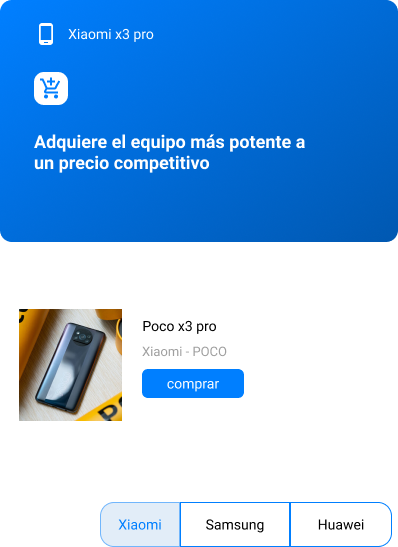 Xiaomi x3 pro
Adquiere el equipo más potente a
un precio competitivo
Poco x3 pro
Xiaomi - POCO
comprar
POC
Xiaomi
Samsung
Huawei